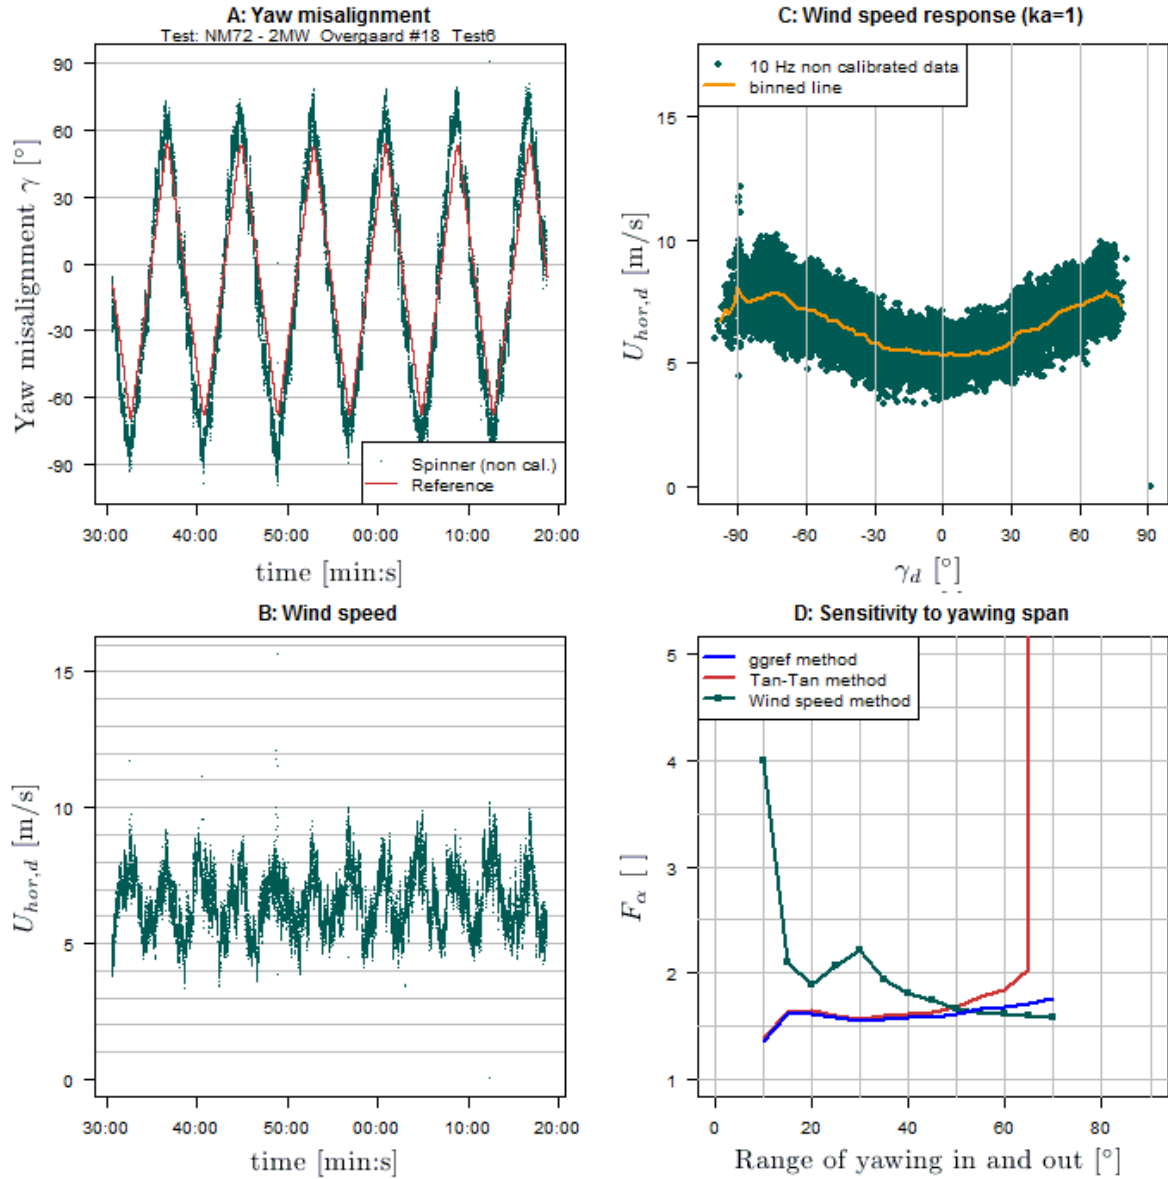 A: Yaw misalignment
Test: NM72 - 2MW Overgaard #18 Test6
90
60
30
0
-30
-60
-90
Yaw misalignment γ [°]
Spinner (non cal.)
Reference
30:00 40:00 50:00 00:00 10:00 20:00
time [min:s]
C: Wind speed response (ka=1)
10 Hz non calibrated data
binned line
15
10
5
0
U_{hor,d} [m/s]
-90 -60 -30 0 30 60 90
γ_d [°]
B: Wind speed
15
10
5
0
U_{hor,d} [m/s]
30:00 40:00 50:00 00:00 10:00 20:00
time [min:s]
D: Sensitivity to yawing span
ggref method
Tan-Tan method
Wind speed method
5
4
3
2
1
F_α [ ]
0 20 40 60 80
Range of yawing in and out [°]